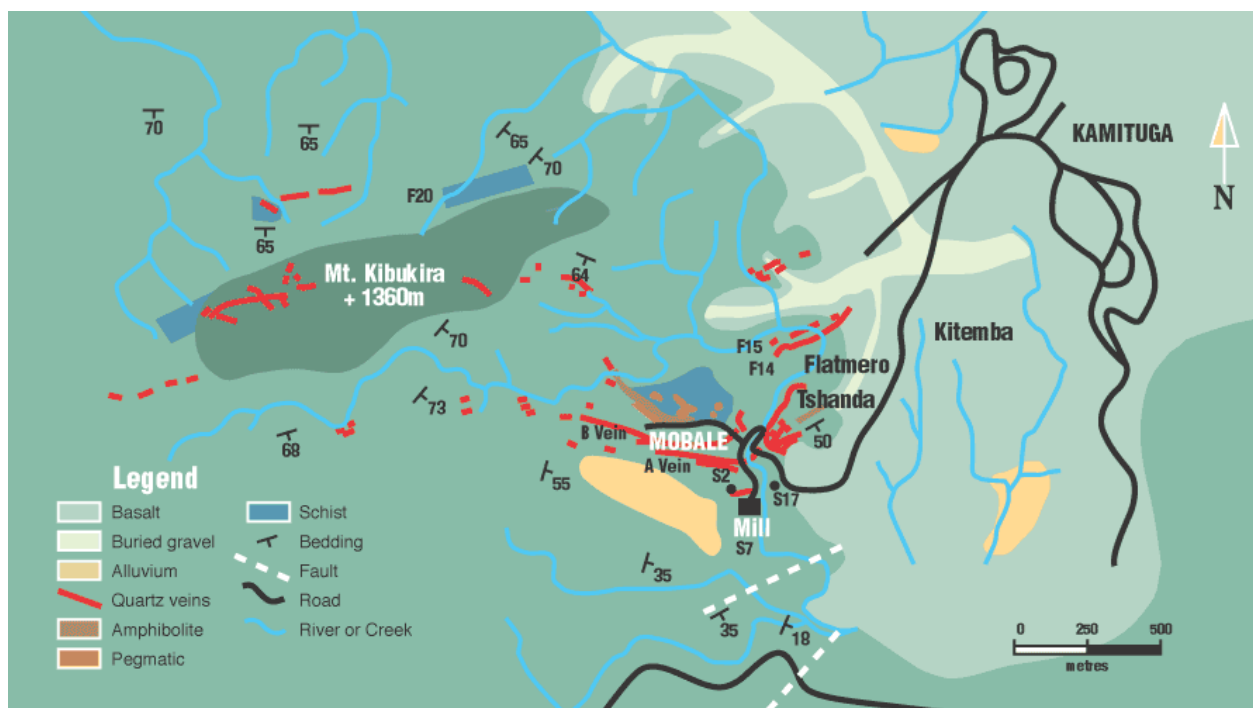 70
65
65
70
F20
KAMITUGA
N
65
Mt. Kibukira
+ 1360m
64
70
F15
F14
Kitemba
Flatmero
Tshanda
73
B Vein
MOBALE
50
68
A Vein
55
S2
S17
Mill
S7
35
35
18
Legend
Basalt
Buried gravel
Alluvium
Quartz veins
Amphibolite
Pegmatic
Schist
Bedding
Fault
Road
River or Creek
0 250 500
metres